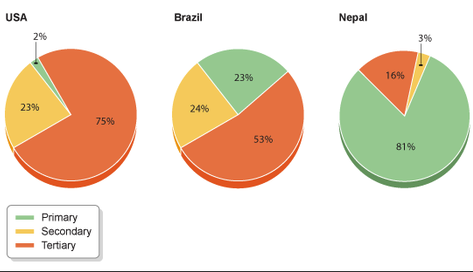 USA
Brazil
Nepal
2%
23%
75%
23%
24%
53%
3%
16%
81%
Primary
Secondary
Tertiary